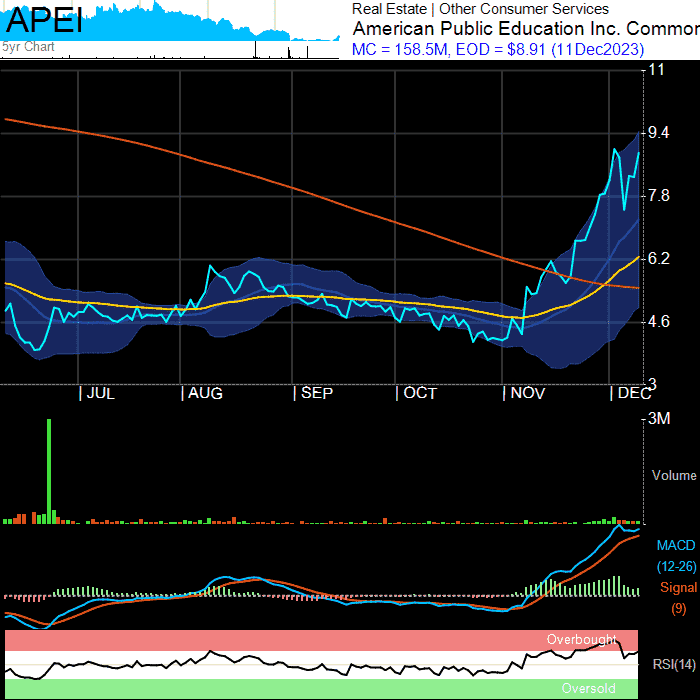 APEI
5yr Chart
Real Estate | Other Consumer Services
American Public Education Inc. Common
MC = 158.5M, EOD = $8.91 (11Dec2023)
11
9.4
7.8
6.2
4.6
3
JUL
AUG
SEP
OCT
NOV
DEC
3M
Volume
MACD
(12-26)
Signal
(9)
Overbought
RSI(14)
Oversold